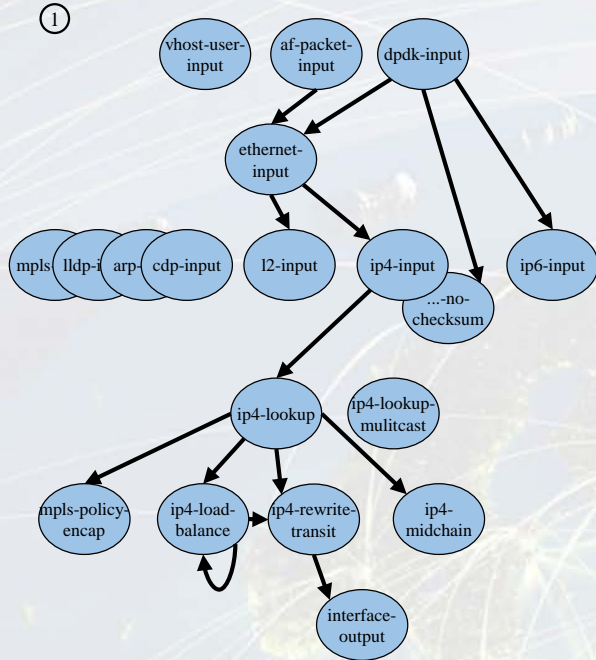 1
vhost-user-
input
af-packet-
input
dpdk-input
ethernet-
input
mpls-
lldp-i
arp-
cdp-input
l2-input
ip4-input
...-no-
checksum
ip6-input
ip4-lookup
ip4-lookup-
mulitcast
mpls-policy-
encap
ip4-load-
balance
ip4-rewrite-
transit
ip4-
midchain
interface-
output